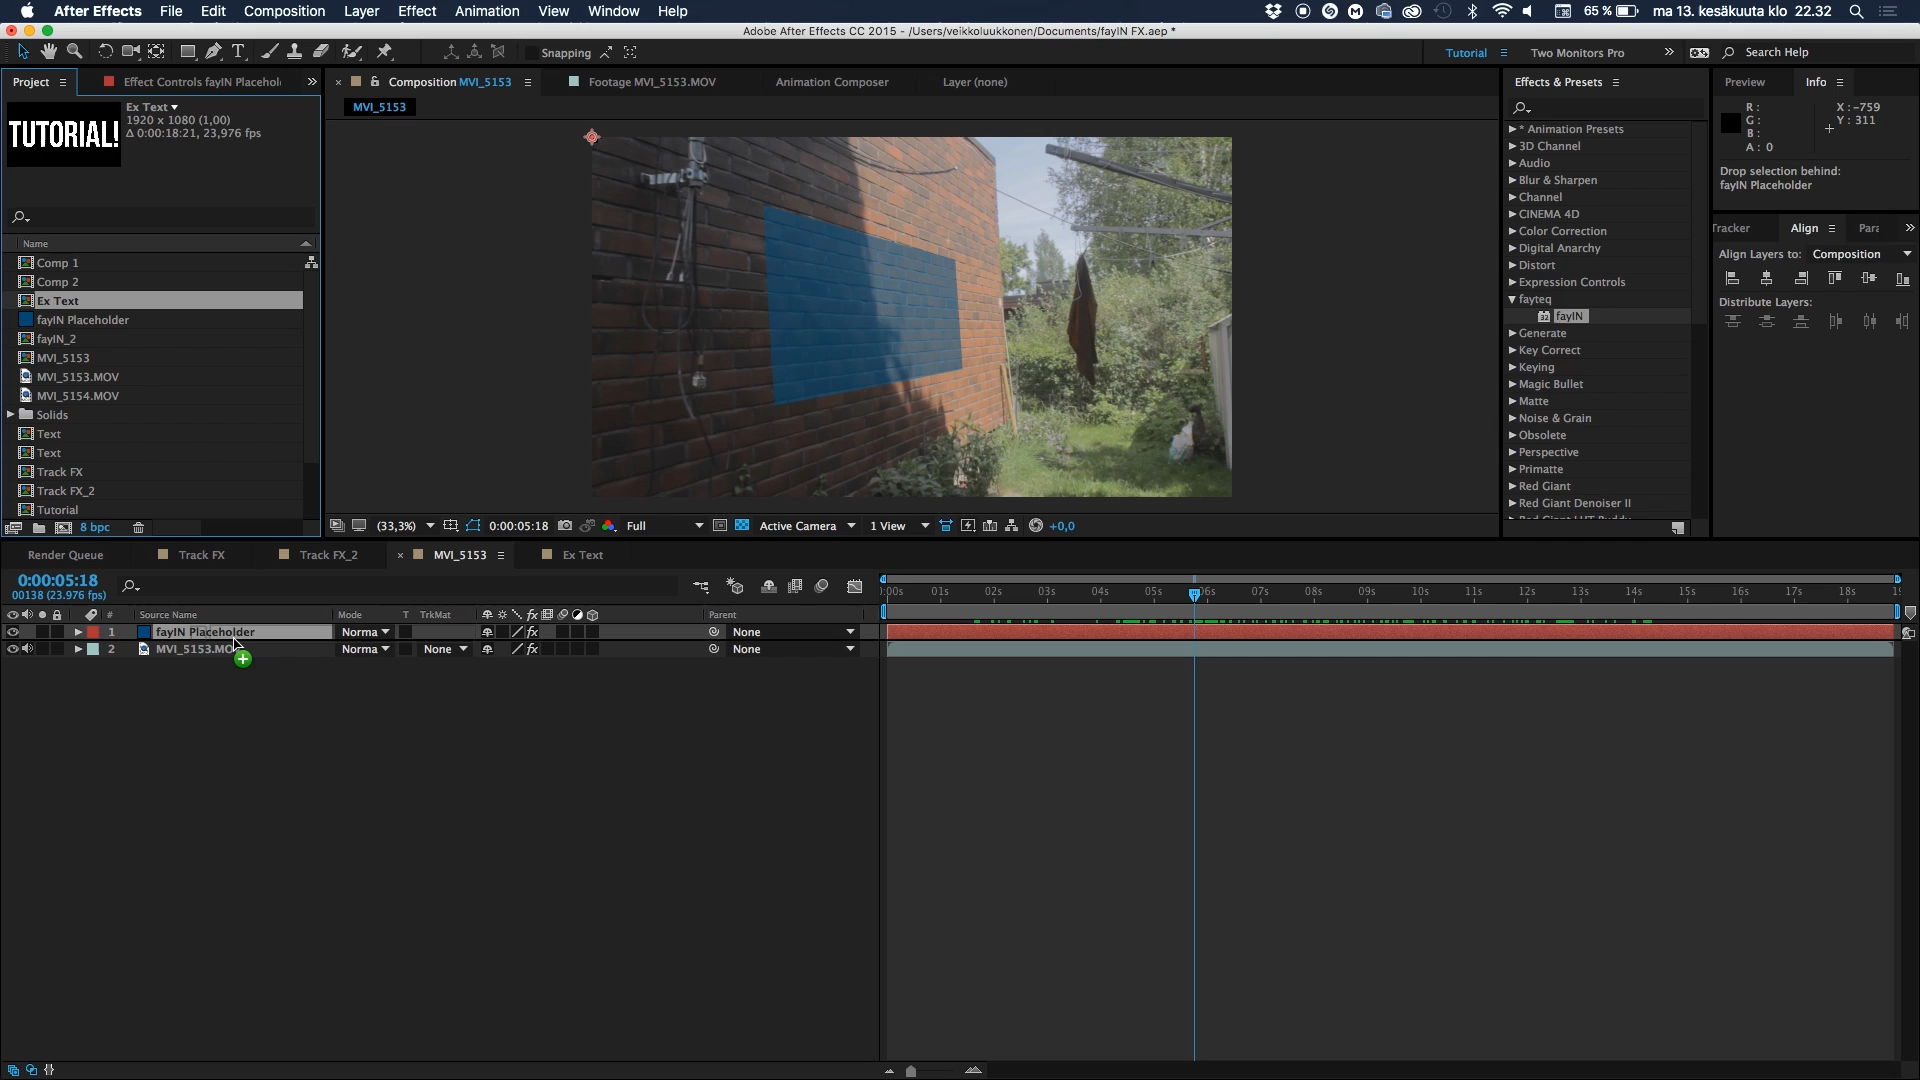 After Effects File Edit Composition Layer Effect Animation View Window Help 65 % ma 13. kesäkuuta klo 22.32
Adobe After Effects CC 2015 - /Users/veikkoluukkonen/Documents/fayIN FX.aep *
Snapping Tutorial Two Monitors Pro Search Help
Project Effect Controls fayIN Placehol Composition MVI_5153 Footage MVI_5153.MOV Animation Composer Layer (none) Effects & Presets Preview Info
MVI_5153
TUTORIAL!
Ex Text
1920 x 1080 (1,00)
Δ 0:00:18:21, 23,976 fps)
Name
Comp 1
Comp 2
Ex Text
fayIN Placeholder
fayIN_2
MVI_5153
MVI_5153.MOV
MVI_5154.MOV
Solids
Text
Text
Track FX
Track FX_2
Tutorial
8 bpc
(33,3%) 0:00:05:18 Full Active Camera 1 View +0,0
* Animation Presets
3D Channel
Audio
Blur & Sharpen
Channel
CINEMA 4D
Color Correction
Digital Anarchy
Distort
Expression Controls
fayteq
32 fayIN
Generate
Key Correct
Keying
Magic Bullet
Matte
Noise & Grain
Obsolete
Perspective
Primatte
Red Giant
Red Giant Denoiser II
R :
G :
B :
A : 0
X : -759
Y : 311
Drop selection behind:
fayIN Placeholder
Tracker Align Para
Align Layers to: Composition
Distribute Layers:
Render Queue Track FX Track FX_2 MVI_5153 Ex Text
0:00:05:18
00138 (23.976 fps)
:00s 01s 02s 03s 04s 05s 06s 07s 08s 09s 10s 11s 12s 13s 14s 15s 16s 17s 18s 19
# Source Name Mode T TrkMat fx Parent
1 fayIN Placeholder Norma fx None
2 MVI_5153.MO Norma None fx None